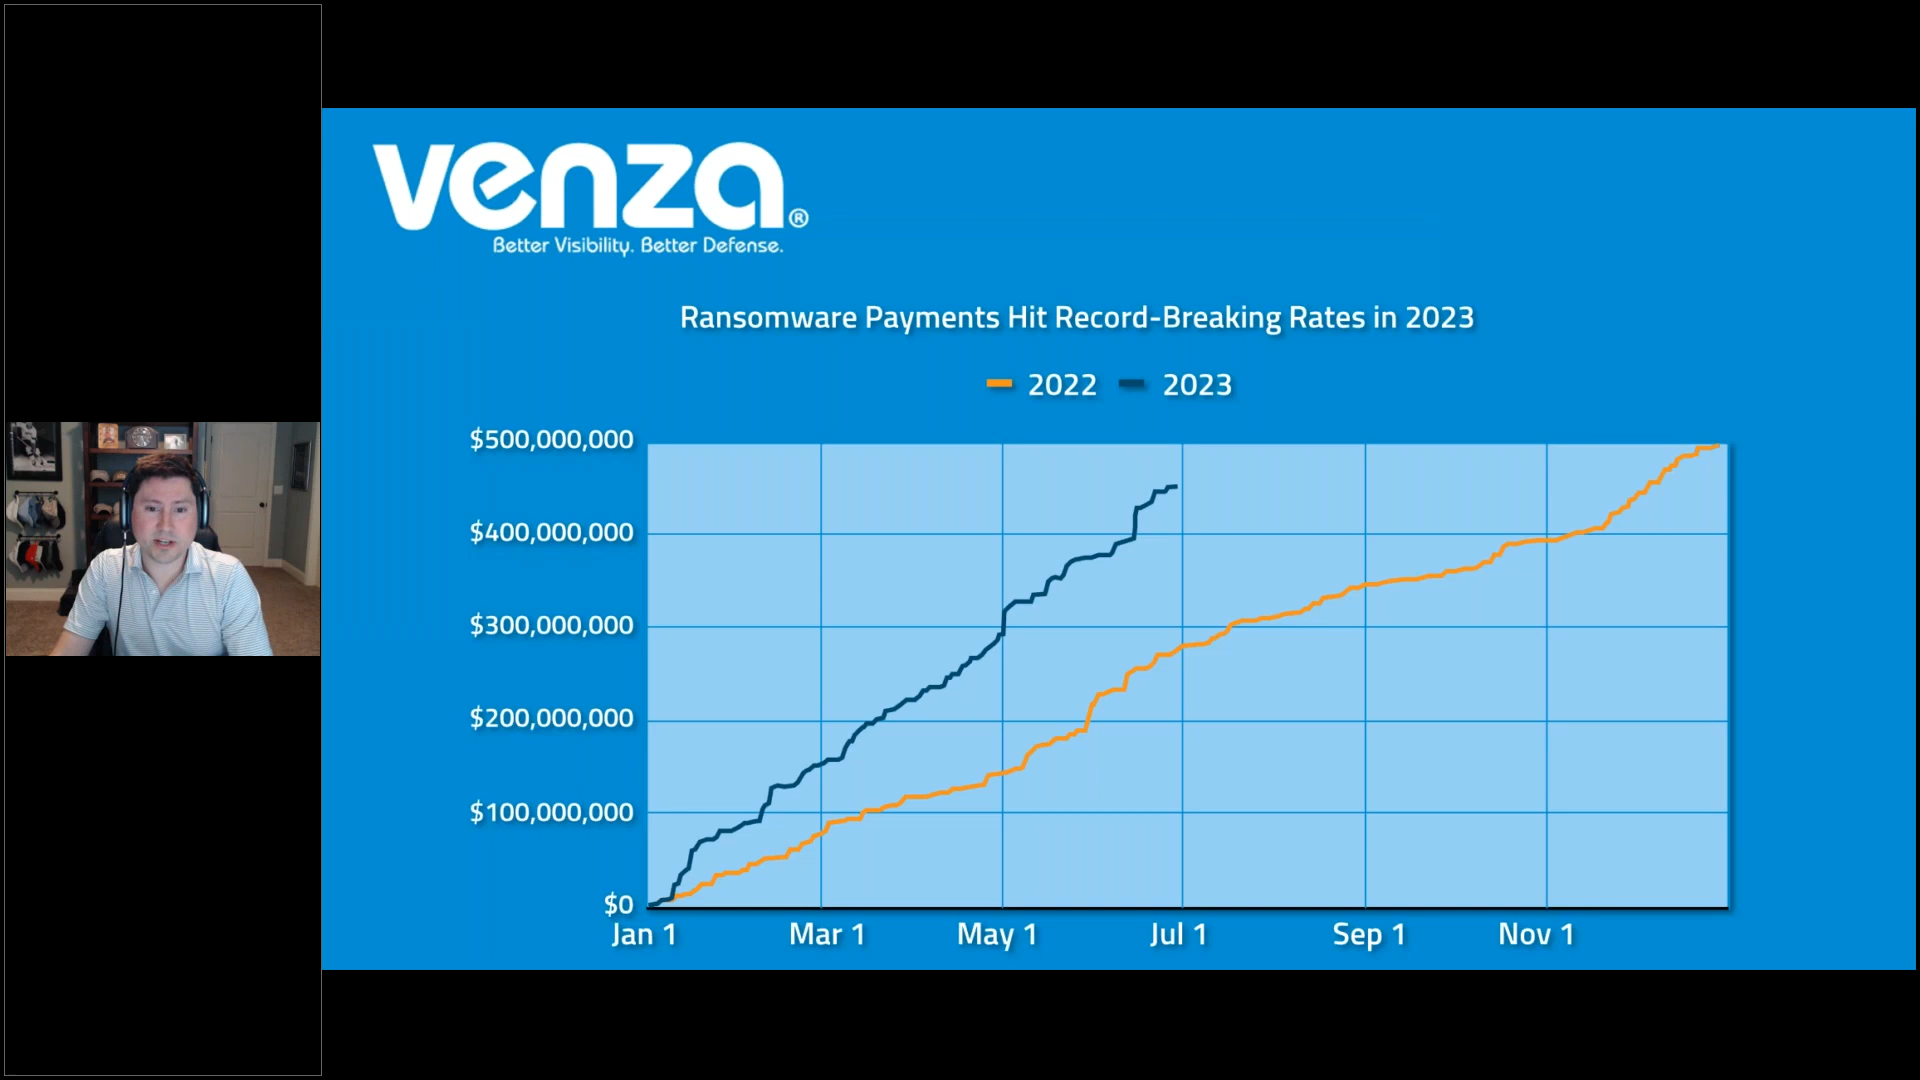 venza®
Better Visibility. Better Defense.
Ransomware Payments Hit Record-Breaking Rates in 2023
2022 2023
$500,000,000
$400,000,000
$300,000,000
$200,000,000
$100,000,000
$0
Jan 1 Mar 1 May 1 Jul 1 Sep 1 Nov 1